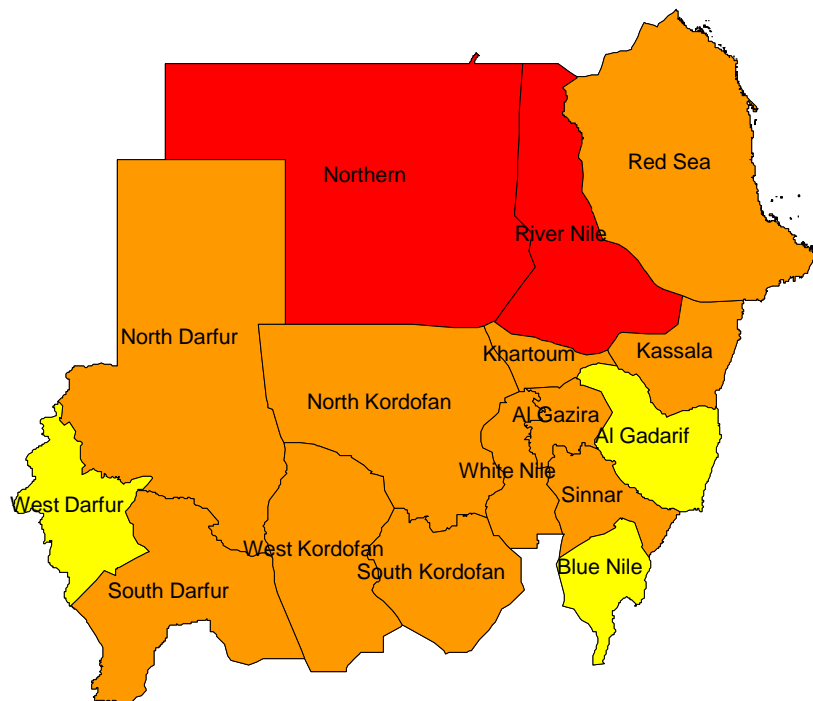 Red Sea
Northern
River Nile
North Darfur
Khartoum
Kassala
North Kordofan
Al Gazira
Al Gadarif
White Nile
Sinnar
West Darfur
West Kordofan
South Kordofan
Blue Nile
South Darfur